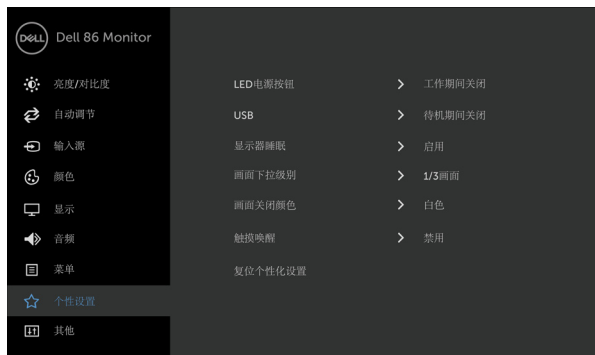 DELL
Dell 86 Monitor
亮度/对比度
自动调节
输入源
颜色
显示
音频
菜单
个性设置
其他
LED电源按钮 工作期间关闭
USB 待机期间关闭
显示器睡眠 启用
画面下拉级别 1/3画面
画面关闭颜色 白色
触摸唤醒 禁用
复位个性化设置